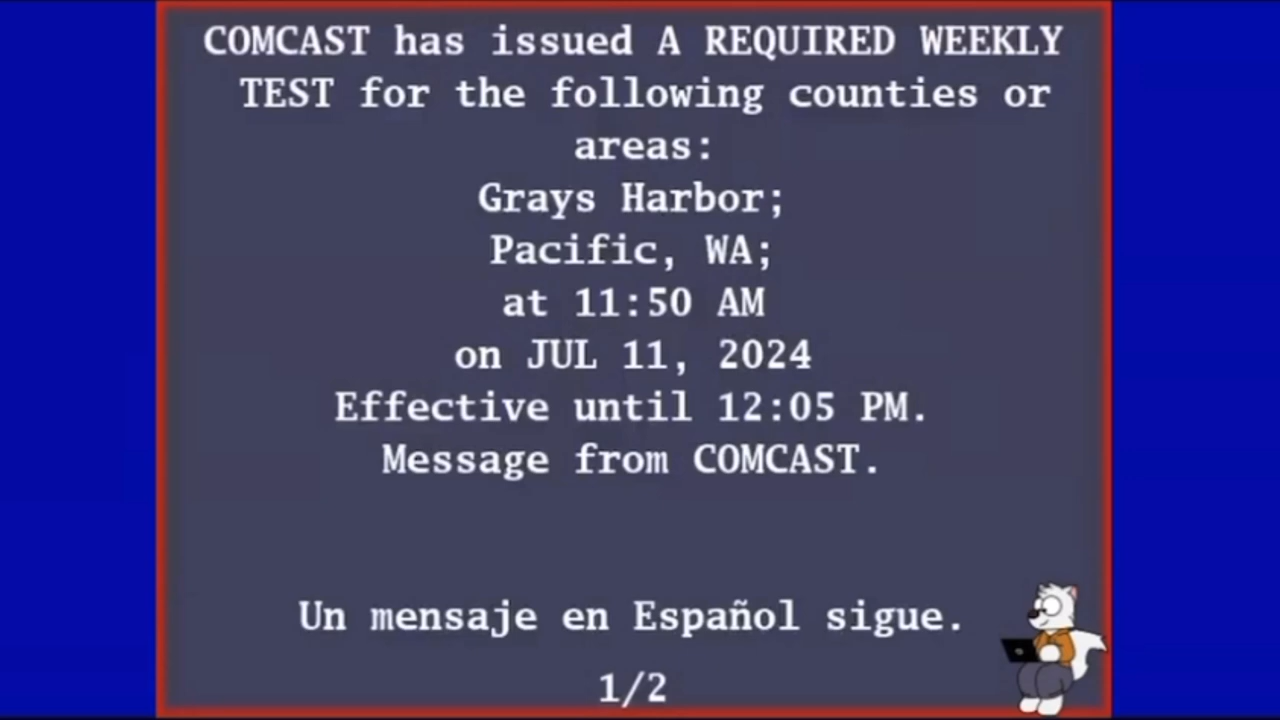 COMCAST has issued A REQUIRED WEEKLY
TEST for the following counties or
areas:
Grays Harbor;
Pacific, WA;
at 11:50 AM
on JUL 11, 2024
Effective until 12:05 PM.
Message from COMCAST.
Un mensaje en Español sigue.
1/2